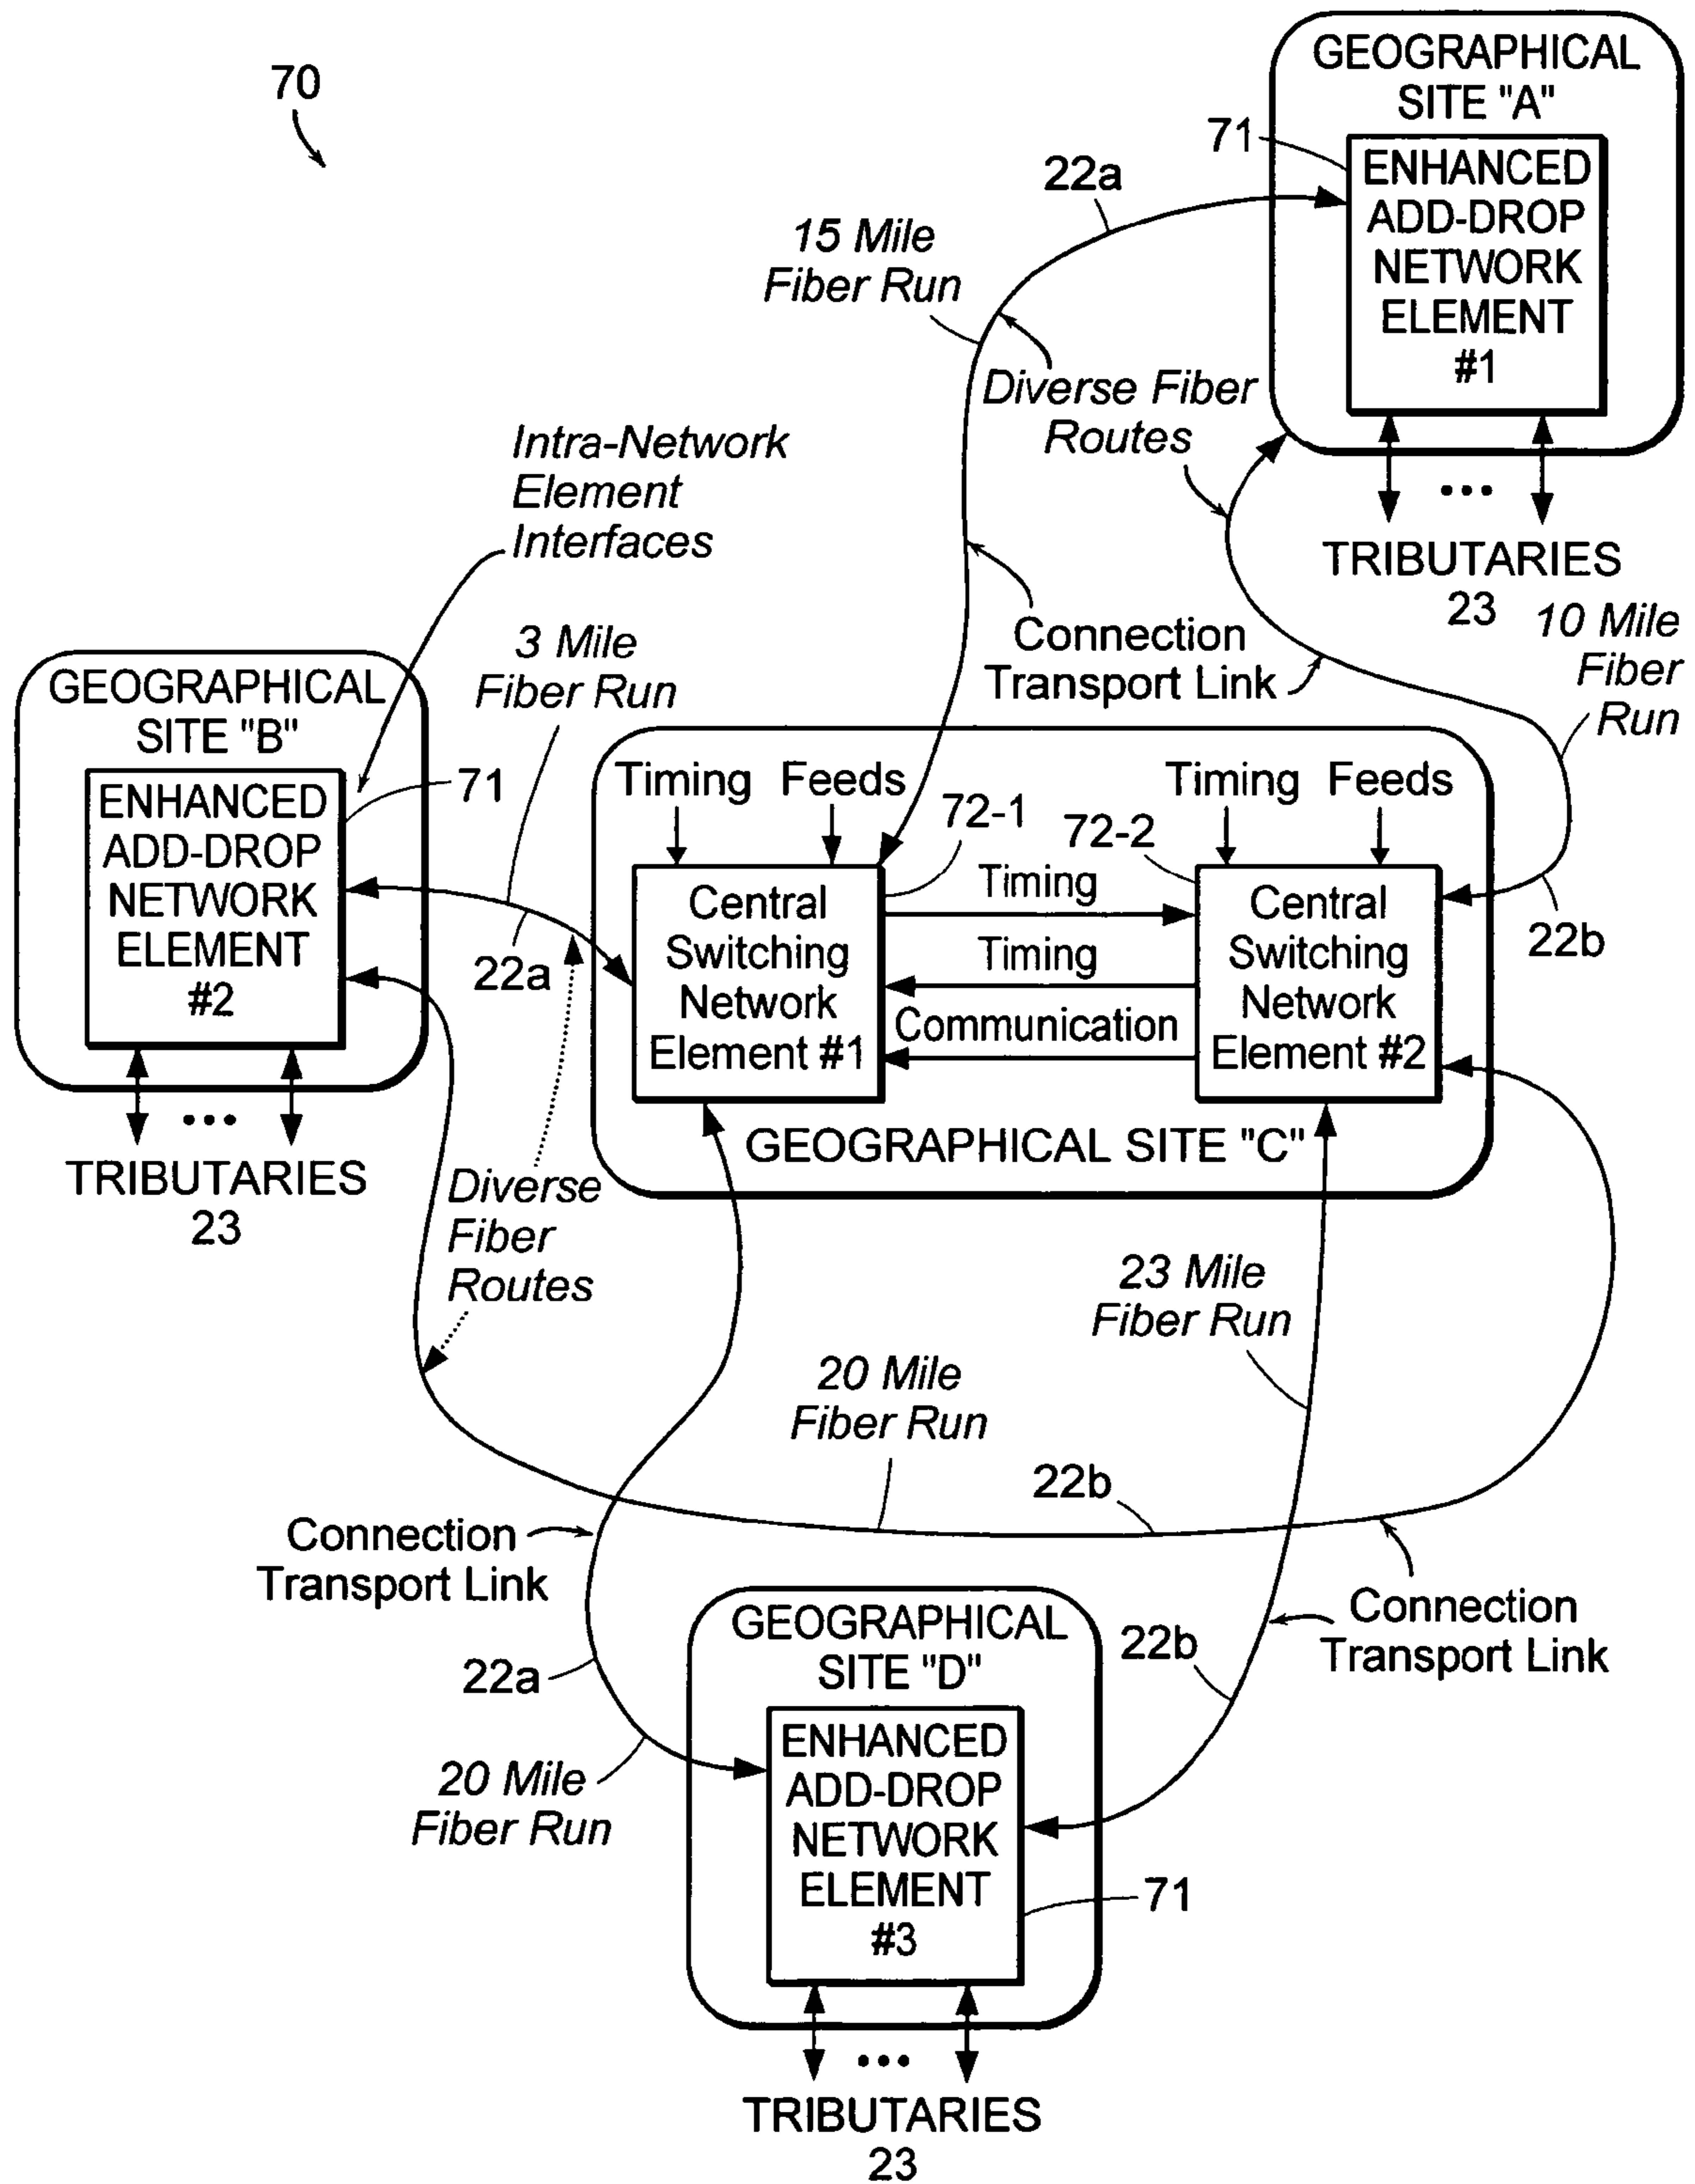 70
GEOGRAPHICAL
SITE "A"
71
ENHANCED
ADD-DROP
NETWORK
ELEMENT
#1
22a
15 Mile
Fiber Run
Diverse Fiber
Routes
TRIBUTARIES
23
Intra-Network
Element
Interfaces
Connection
Transport Link
10 Mile
Fiber
Run
3 Mile
Fiber Run
GEOGRAPHICAL
SITE "B"
71
ENHANCED
ADD-DROP
NETWORK
ELEMENT
#2
22a
TRIBUTARIES
23
Timing Feeds
72-1
Central
Switching
Network
Element #1
Timing
Timing
Communication
Timing Feeds
72-2
Central
Switching
Network
Element #2
GEOGRAPHICAL SITE "C"
22b
Diverse
Fiber
Routes
23 Mile
Fiber Run
20 Mile
Fiber Run
22b
Connection
Transport Link
Connection
Transport Link
22a
20 Mile
Fiber Run
22b
GEOGRAPHICAL
SITE "D"
ENHANCED
ADD-DROP
NETWORK
ELEMENT
#3
71
TRIBUTARIES
23